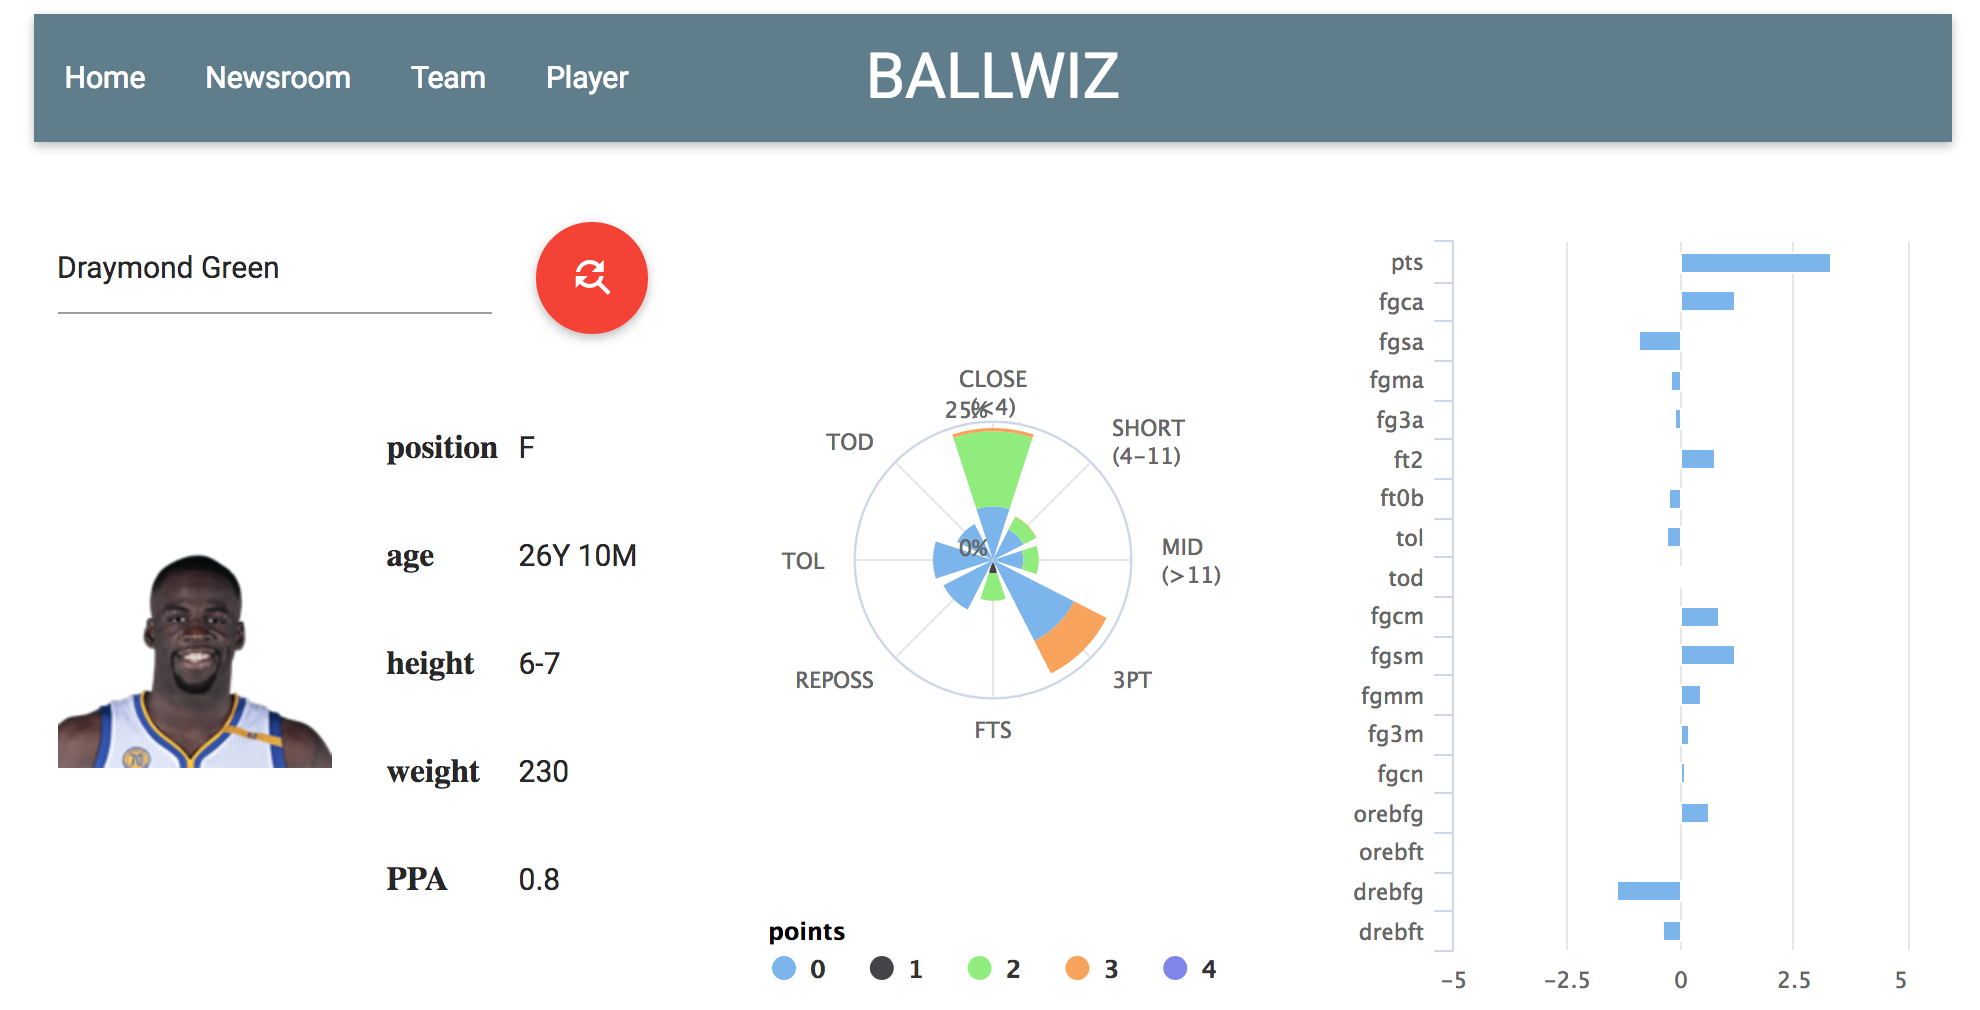 Home Newsroom Team Player BALLWIZ
Draymond Green
position F
age 26Y 10M
height 6-7
weight 230
PPA 0.8
CLOSE
(<4)
25%
SHORT
(4-11)
MID
(>11)
3PT
FTS
REPOSS
TOL
TOD
0%
points
0 1 2 3 4
pts
fgca
fgsa
fgma
fg3a
ft2
ft0b
tol
tod
fgcm
fgsm
fgmm
fg3m
fgcn
orebfg
orebft
drebfg
drebft
-5 -2.5 0 2.5 5